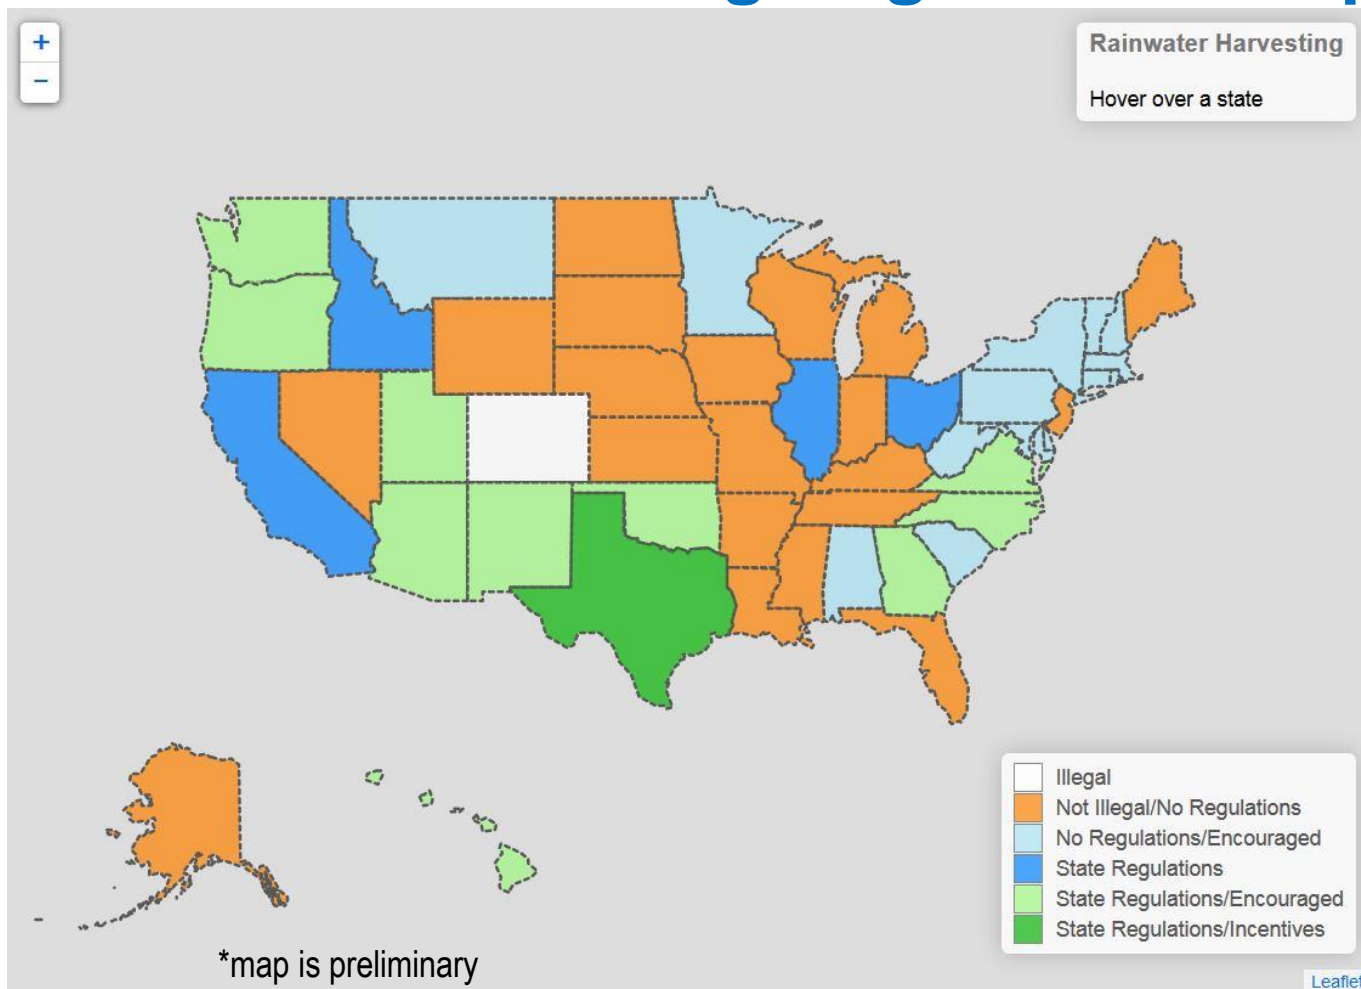 +
Rainwater Harvesting
−
Hover over a state
Illegal
Not Illegal/No Regulations
No Regulations/Encouraged
State Regulations
State Regulations/Encouraged
State Regulations/Incentives
*map is preliminary
Leaflet